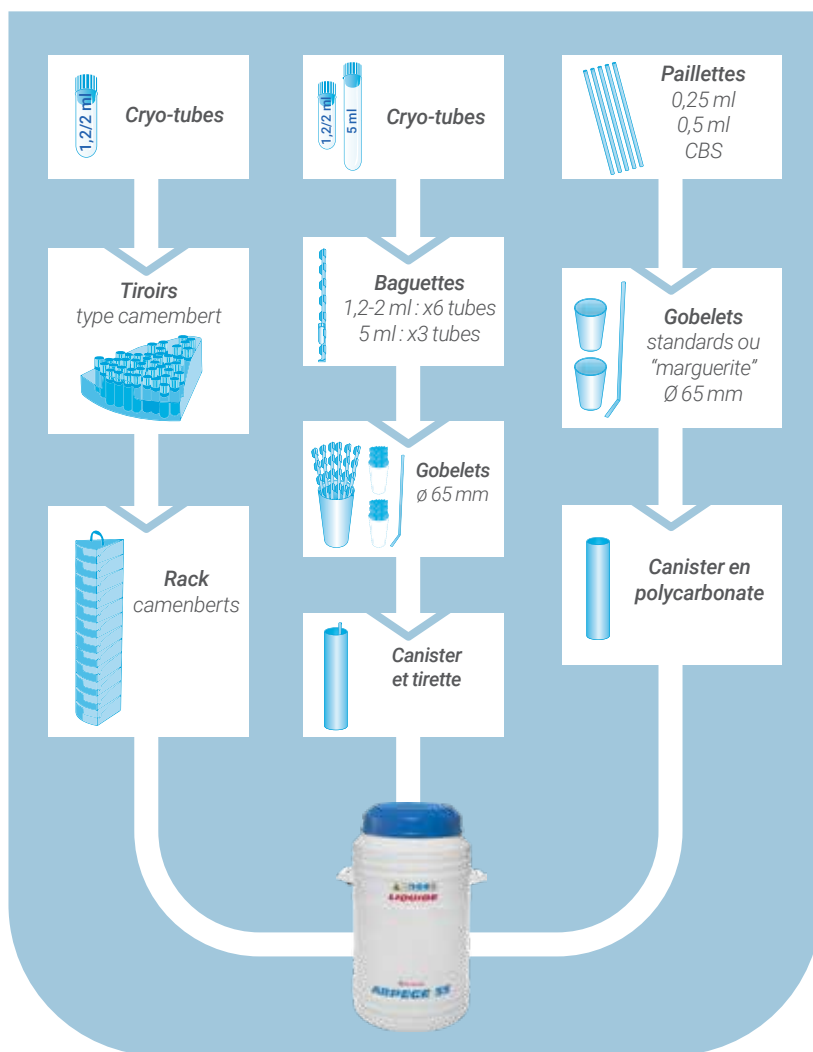 1,2/2 ml
Cryo-tubes
Tiroirs
type camembert
Rack
camenberts
1,2/2 ml
5 ml
Cryo-tubes
Baguettes
1,2-2 ml : x6 tubes
5 ml : x3 tubes
Gobelets
ø 65 mm
Canister
et tirette
Paillettes
0,25 ml
0,5 ml
CBS
Gobelets
standards ou
“marguerite”
Ø 65 mm
Canister en
polycarbonate
LIQUIDE
ARPEGE 55